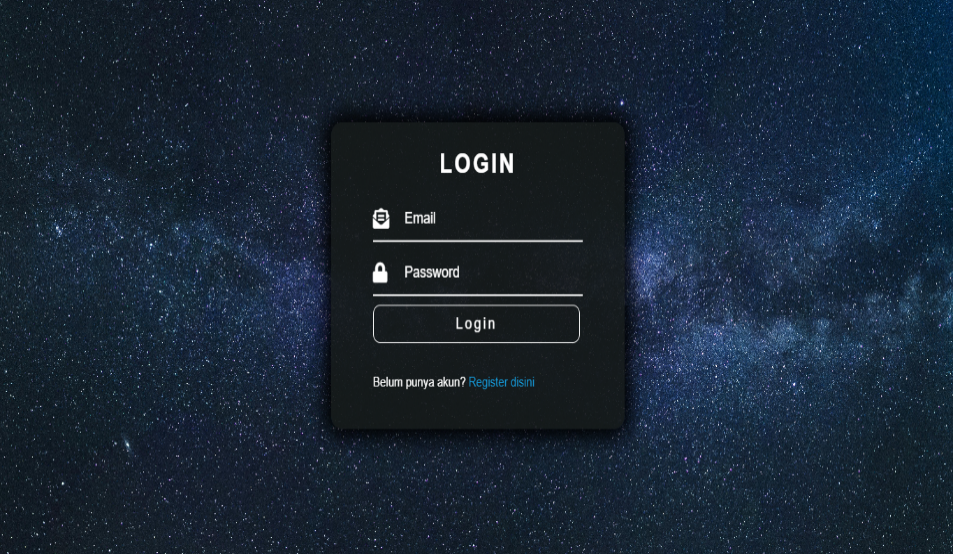 LOGIN
Email
Password
Login
Belum punya akun? Register disini